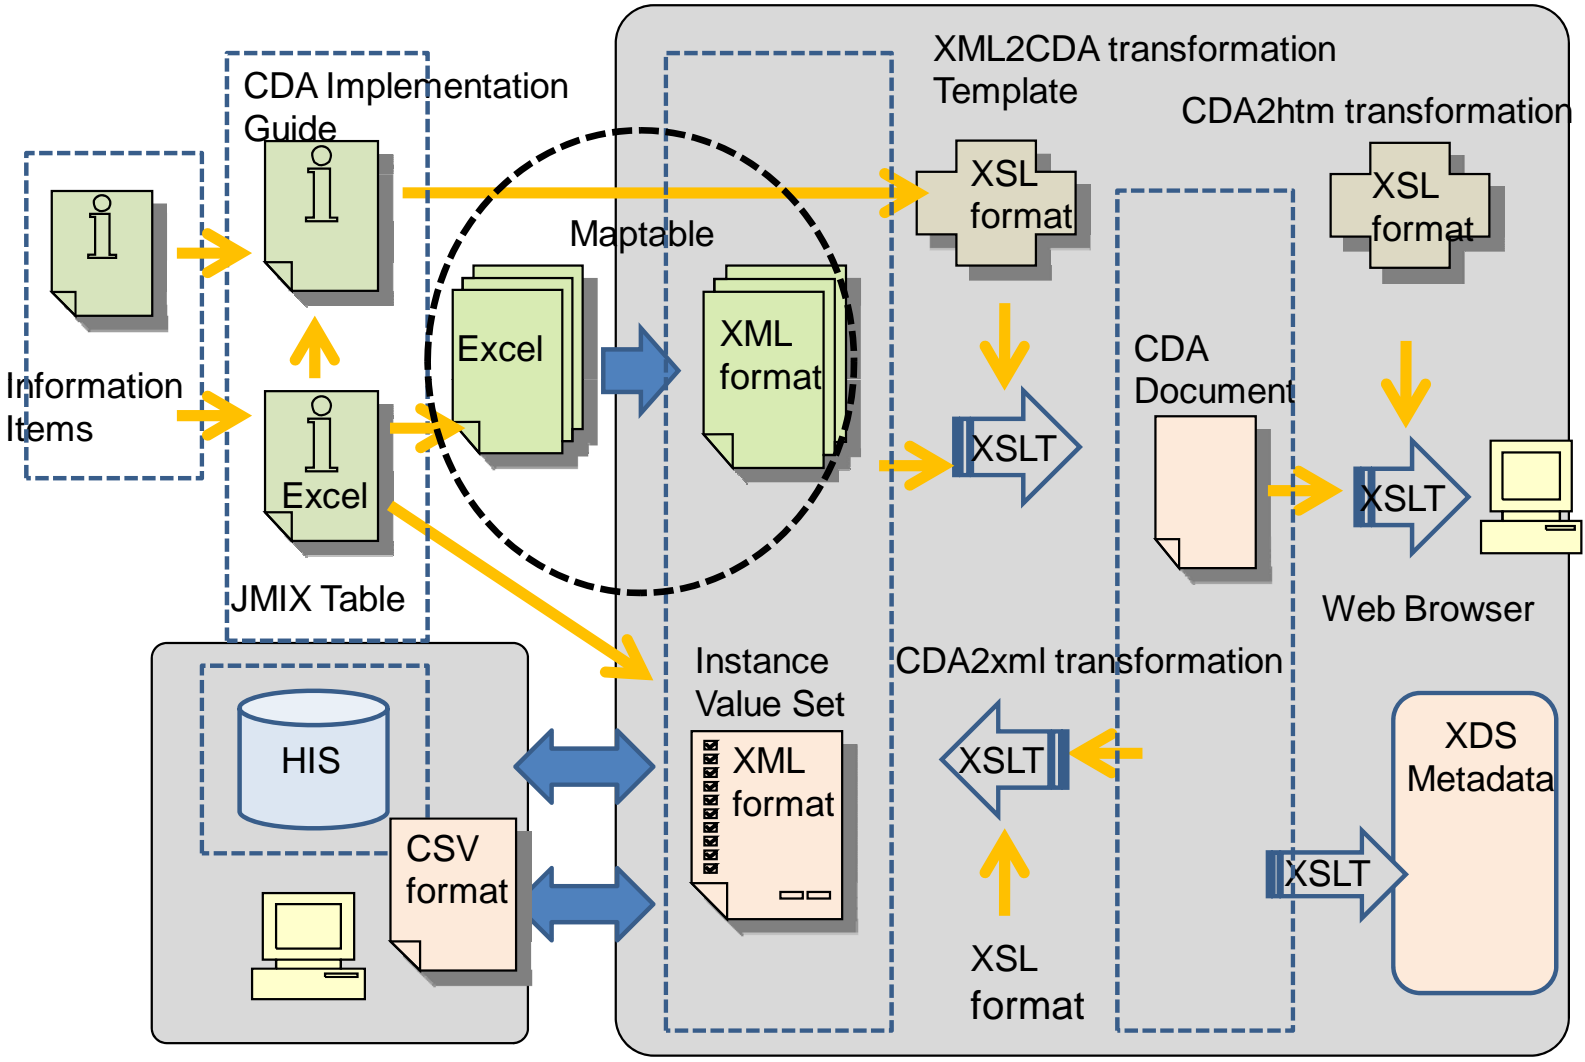 XML2CDA transformation
Template
CDA Implementation
Guide
CDA2htm transformation
XSL
format
XSL
format
Maptable
Information
Items
Excel
XML
format
CDA
Document
Excel
XSLT
XSLT
JMIX Table
Web Browser
Instance
Value Set
CDA2xml transformation
HIS
XML
format
XSLT
XDS
Metadata
CSV
format
XSLT
XSL
format